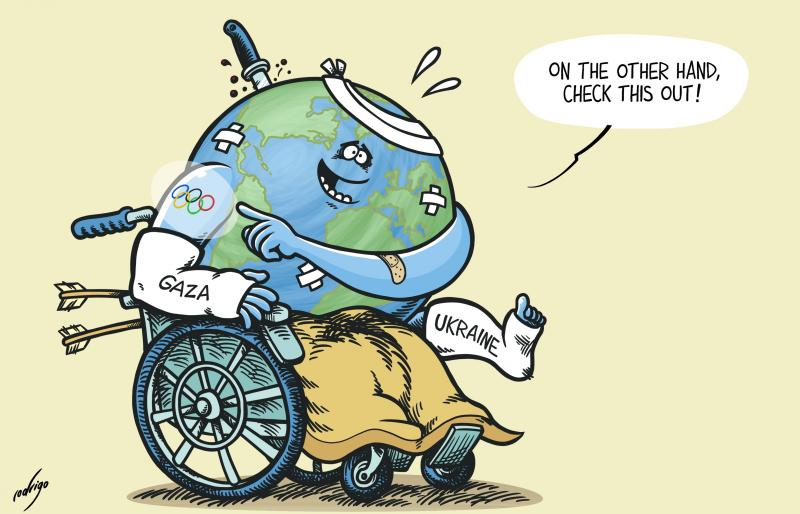 ON THE OTHER HAND,
CHECK THIS OUT!
GAZA
UKRAINE
rodrigo